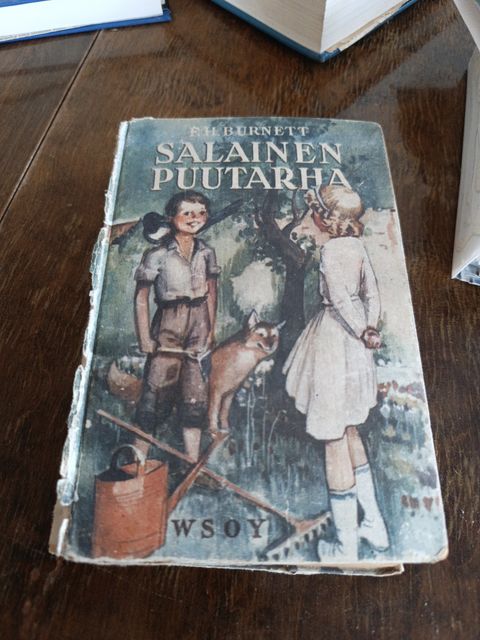 F.H. BURNETT
SALAINEN
PUUTARHA
WSOY